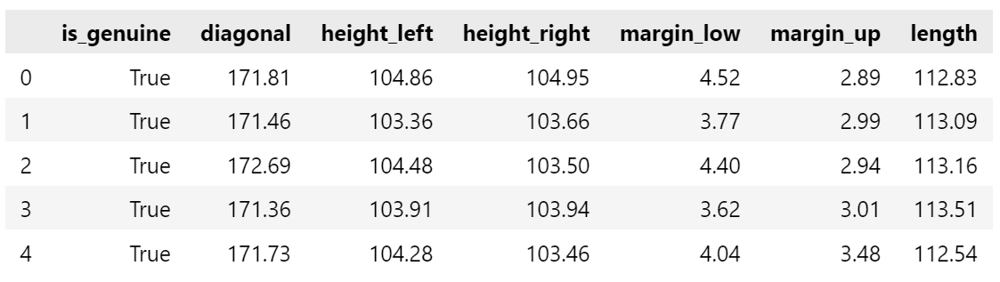 is_genuine diagonal height_left height_right margin_low margin_up length
0 True 171.81 104.86 104.95 4.52 2.89 112.83
1 True 171.46 103.36 103.66 3.77 2.99 113.09
2 True 172.69 104.48 103.50 4.40 2.94 113.16
3 True 171.36 103.91 103.94 3.62 3.01 113.51
4 True 171.73 104.28 103.46 4.04 3.48 112.54